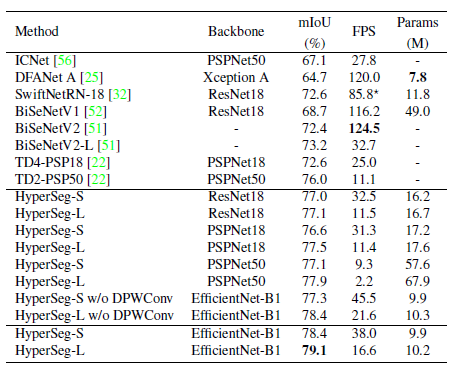 Method Backbone mIoU (%) FPS Params (M)
ICNet [56] PSPNet50 67.1 27.8 -
DFANet A [25] Xception A 64.7 120.0 7.8
SwiftNetRN-18 [32] ResNet18 72.6 85.8* 11.8
BiSeNetV1 [52] ResNet18 68.7 116.2 49.0
BiSeNetV2 [51] - 72.4 124.5 -
BiSeNetV2-L [51] - 73.2 32.7 -
TD4-PSP18 [22] PSPNet18 72.6 25.0 -
TD2-PSP50 [22] PSPNet50 76.0 11.1 -
HyperSeg-S ResNet18 77.0 32.5 16.2
HyperSeg-L ResNet18 77.1 11.5 16.7
HyperSeg-S PSPNet18 76.6 31.3 17.2
HyperSeg-L PSPNet18 77.5 11.4 17.6
HyperSeg-S PSPNet50 77.1 9.3 57.6
HyperSeg-L PSPNet50 77.9 2.2 67.9
HyperSeg-S w/o DPWConv EfficientNet-B1 77.3 45.5 9.9
HyperSeg-L w/o DPWConv EfficientNet-B1 78.4 21.6 10.3
HyperSeg-S EfficientNet-B1 78.4 38.0 9.9
HyperSeg-L EfficientNet-B1 79.1 16.6 10.2